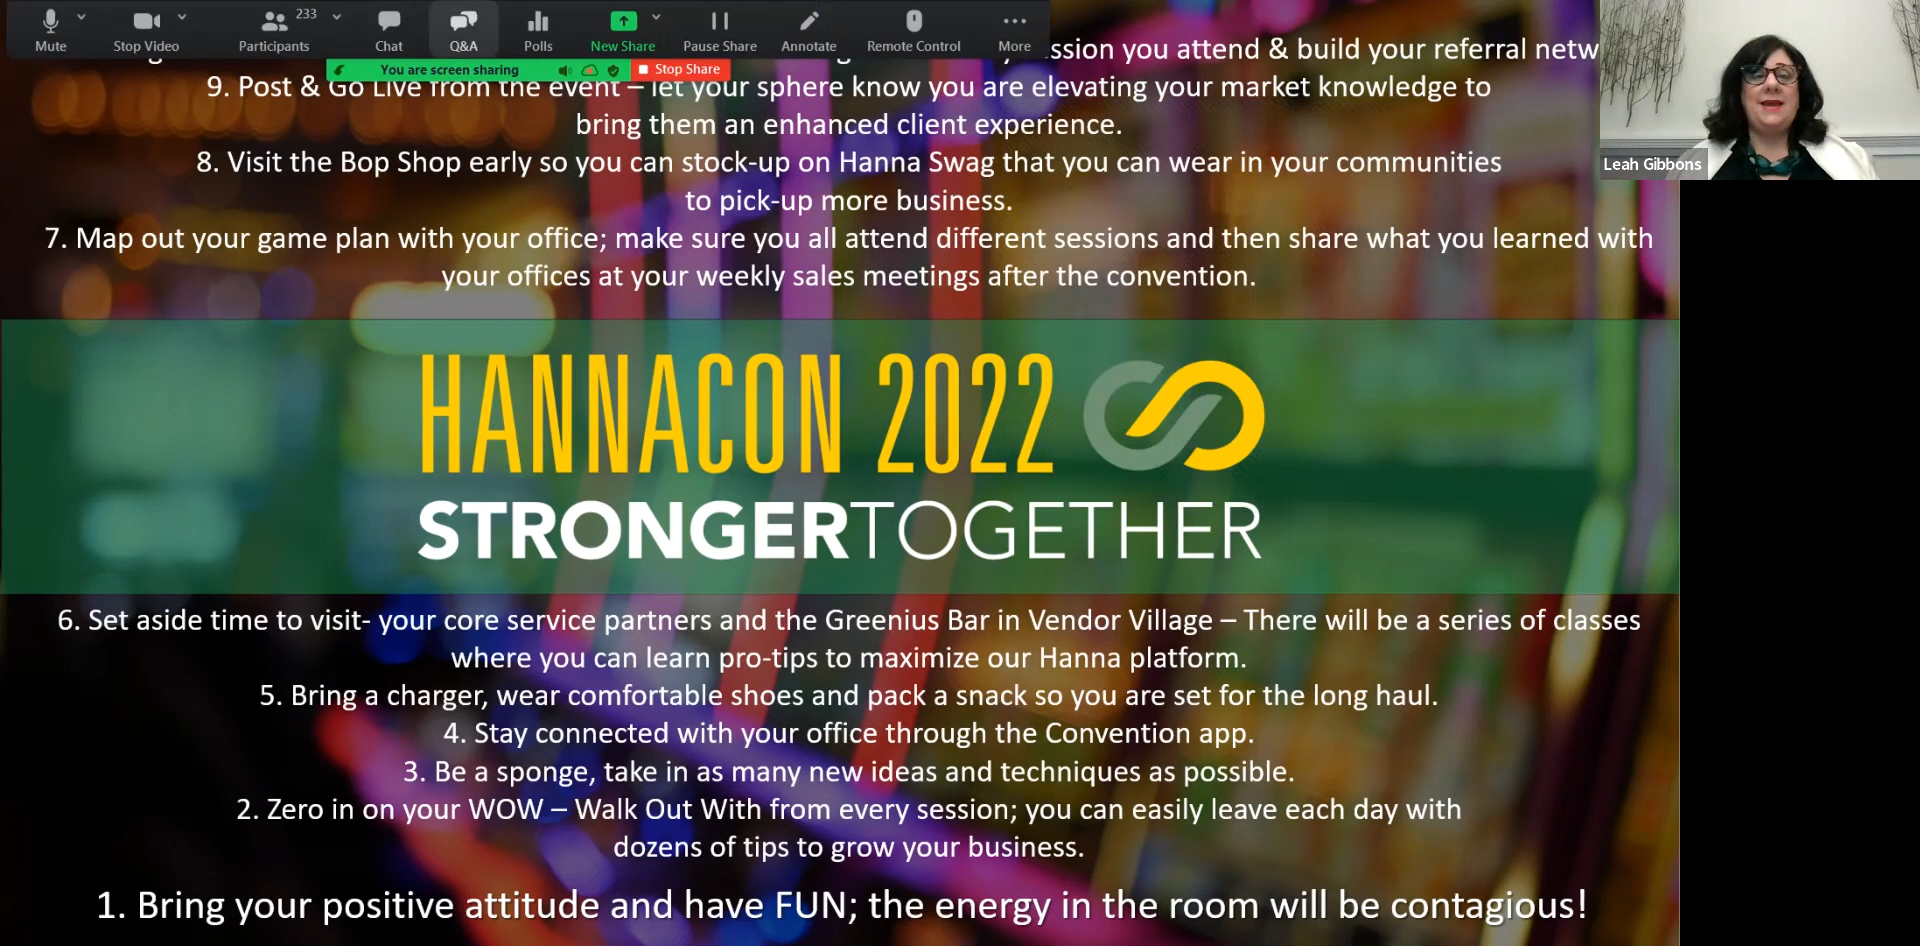 233
Mute
Stop Video
Participants
Chat
Q&A
Polls
New Share
Pause Share
Annotate
Remote Control
More
You are screen sharing
Stop Share
ssion you attend & build your referral netw
Leah Gibbons
9. Post & Go Live from the event – let your sphere know you are elevating your market knowledge to
bring them an enhanced client experience.
8. Visit the Bop Shop early so you can stock-up on Hanna Swag that you can wear in your communities
to pick-up more business.
7. Map out your game plan with your office; make sure you all attend different sessions and then share what you learned with
your offices at your weekly sales meetings after the convention.
HANNACON 2022
STRONGERTOGETHER
6. Set aside time to visit- your core service partners and the Greenius Bar in Vendor Village – There will be a series of classes
where you can learn pro-tips to maximize our Hanna platform.
5. Bring a charger, wear comfortable shoes and pack a snack so you are set for the long haul.
4. Stay connected with your office through the Convention app.
3. Be a sponge, take in as many new ideas and techniques as possible.
2. Zero in on your WOW – Walk Out With from every session; you can easily leave each day with
dozens of tips to grow your business.
1. Bring your positive attitude and have FUN; the energy in the room will be contagious!